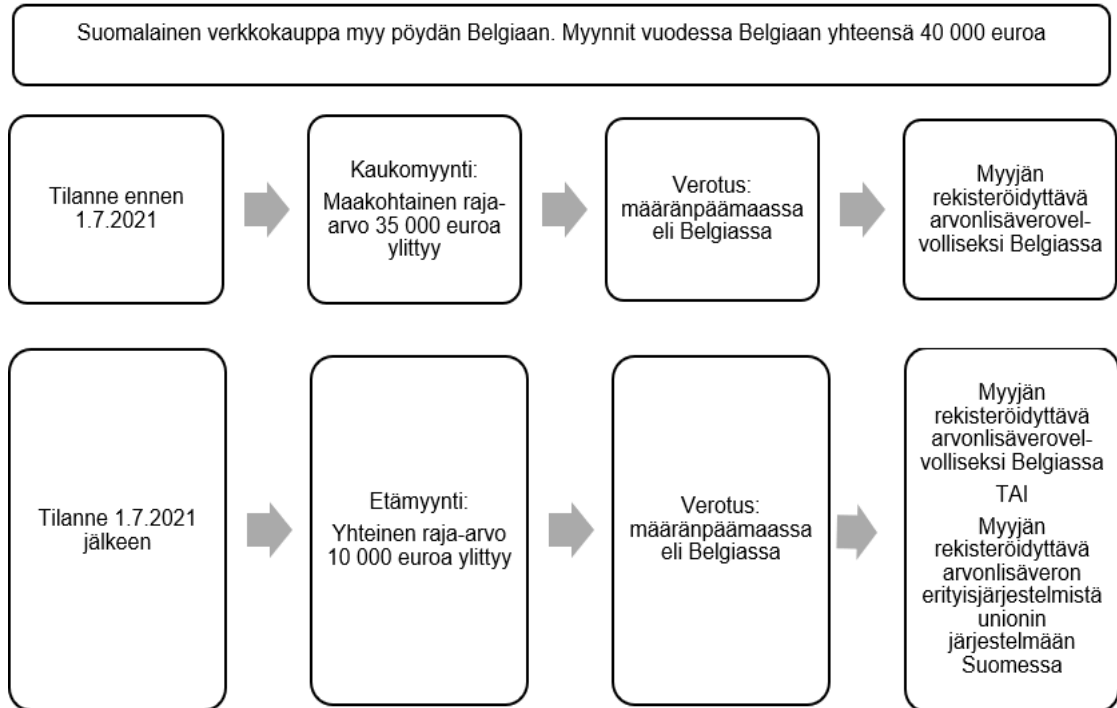 Suomalainen verkkokauppa myy pöydän Belgiaan. Myynnit vuodessa Belgiaan yhteensä 40 000 euroa
Tilanne ennen
1.7.2021
Kaukomyynti:
Maakohtainen raja-
arvo 35 000 euroa
ylittyy
Verotus:
määränpäämaassa
eli Belgiassa
Myyjän
rekisteröidyttävä
arvonlisäverovel-
volliseksi Belgiassa
Tilanne 1.7.2021
jälkeen
Etämyynti:
Yhteinen raja-arvo
10 000 euroa ylittyy
Verotus:
määränpäämaassa
eli Belgiassa
Myyjän
rekisteröidyttävä
arvonlisäverovel-
volliseksi Belgiassa
TAI
Myyjän
rekisteröidyttävä
arvonlisäveron
erityisjärjestelmistä
unionin
järjestelmään
Suomessa